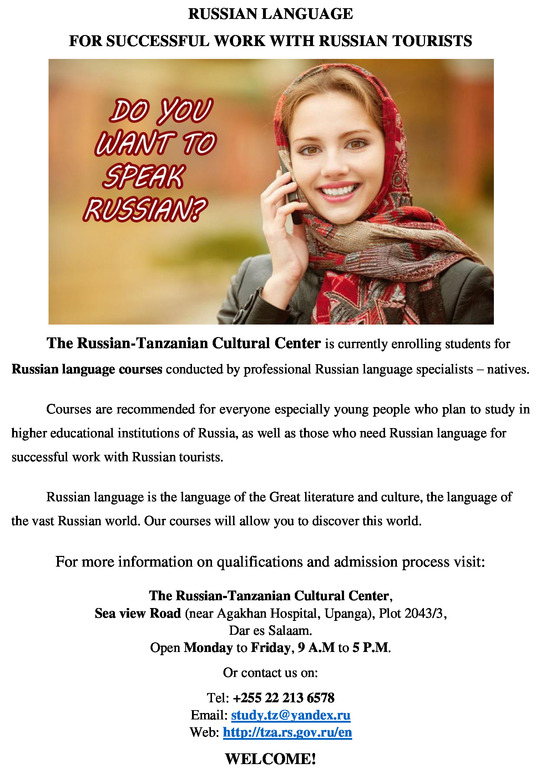 RUSSIAN LANGUAGE
FOR SUCCESSFUL WORK WITH RUSSIAN TOURISTS
DO YOU
WANT TO
SPEAK
RUSSIAN?
The Russian-Tanzanian Cultural Center is currently enrolling students for
Russian language courses conducted by professional Russian language specialists – natives.
Courses are recommended for everyone especially young people who plan to study in
higher educational institutions of Russia, as well as those who need Russian language for
successful work with Russian tourists.
Russian language is the language of the Great literature and culture, the language of
the vast Russian world. Our courses will allow you to discover this world.
For more information on qualifications and admission process visit:
The Russian-Tanzanian Cultural Center,
Sea view Road (near Agakhan Hospital, Upanga), Plot 2043/3,
Dar es Salaam.
Open Monday to Friday, 9 A.M to 5 P.M.
Or contact us on:
Tel: +255 22 213 6578
Email: study.tz@yandex.ru
Web: http://tza.rs.gov.ru/en
WELCOME!